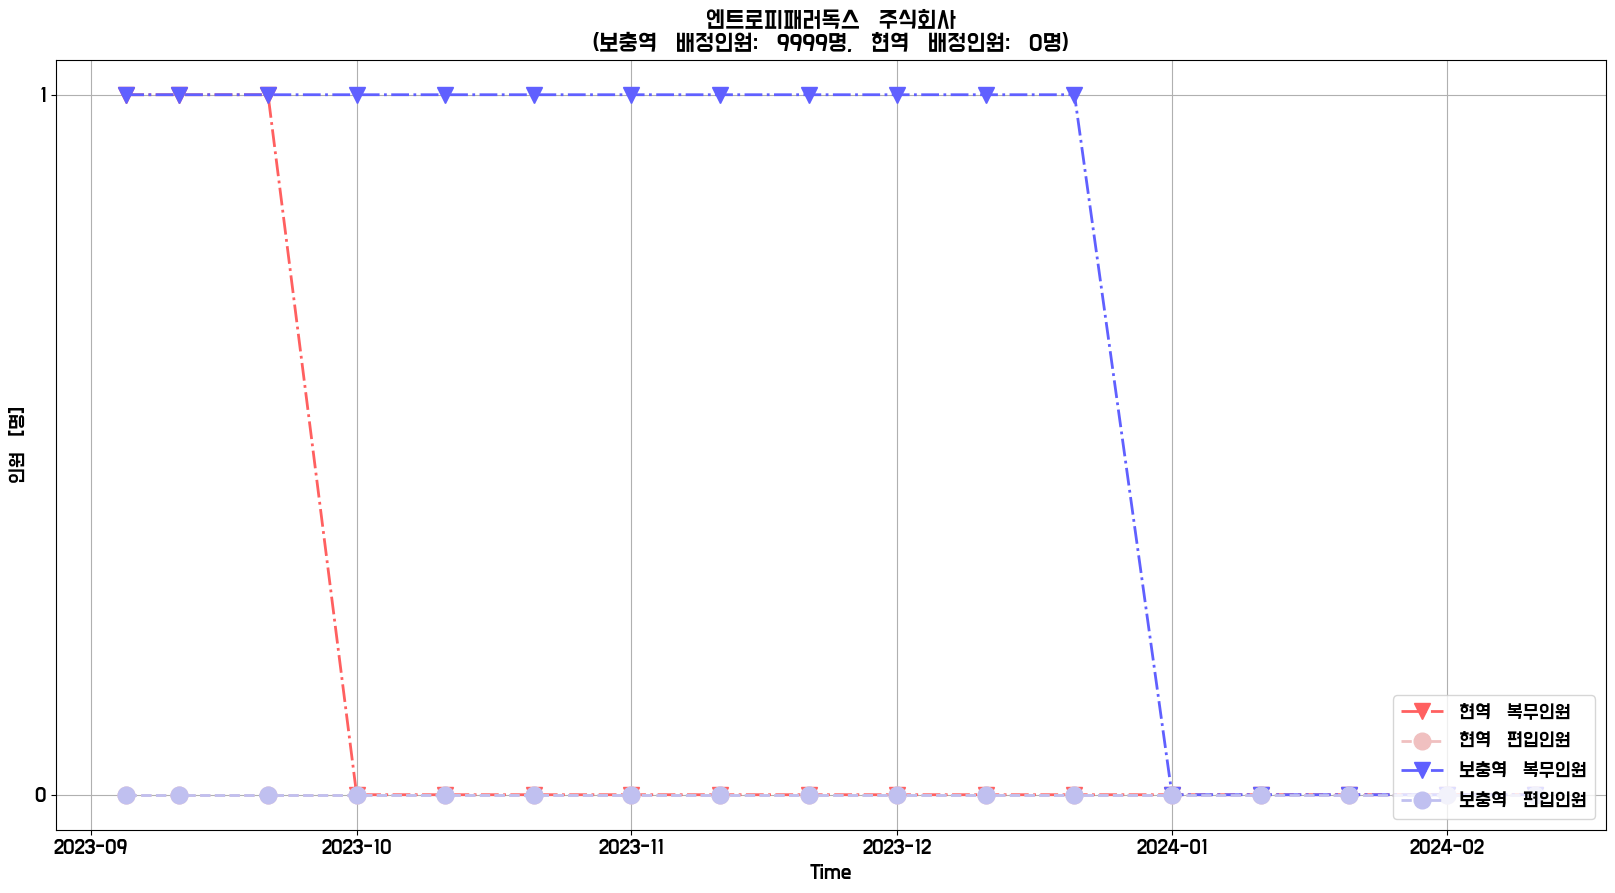 엔트로피패러독스 주식회사
(보충역 배정인원: 9999명, 현역 배정인원: 0명)
1
인원 [명]
0
2023-09 2023-10 2023-11 2023-12 2024-01 2024-02
Time
현역 복무인원
현역 편입인원
보충역 복무인원
보충역 편입인원